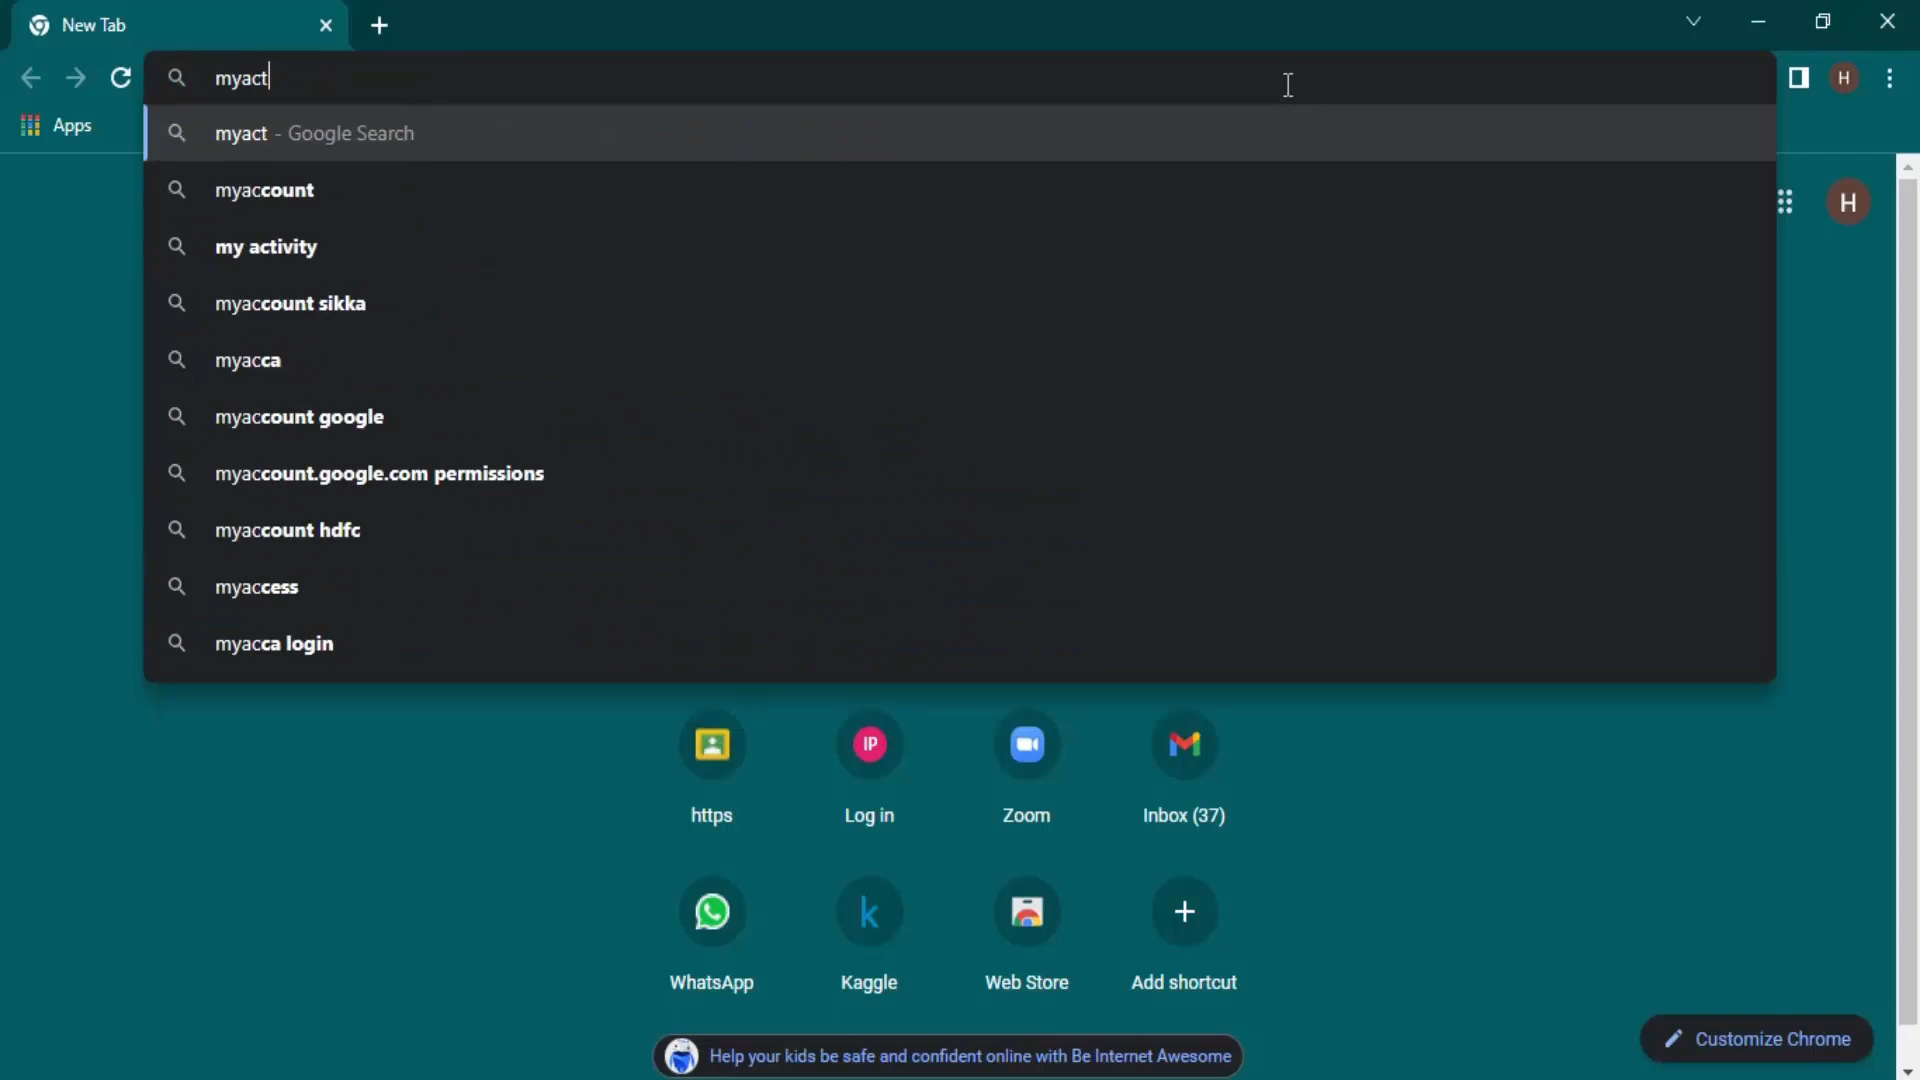 New Tab
myact
myact - Google Search
Apps
myaccount
H
my activity
H
myaccount sikka
myacca
myaccount google
myaccount.google.com permissions
myaccount hdfc
myaccess
myacca login
IP
https
Log in
Zoom
Inbox (37)
k
WhatsApp
Kaggle
Web Store
Add shortcut
Customize Chrome
Help your kids be safe and confident online with Be Internet Awesome